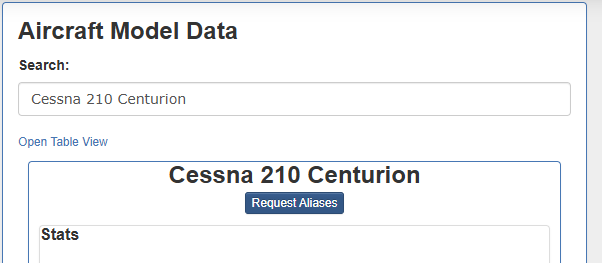 Aircraft Model Data
Search:
Cessna 210 Centurion
Open Table View
Cessna 210 Centurion
Request Aliases
Stats